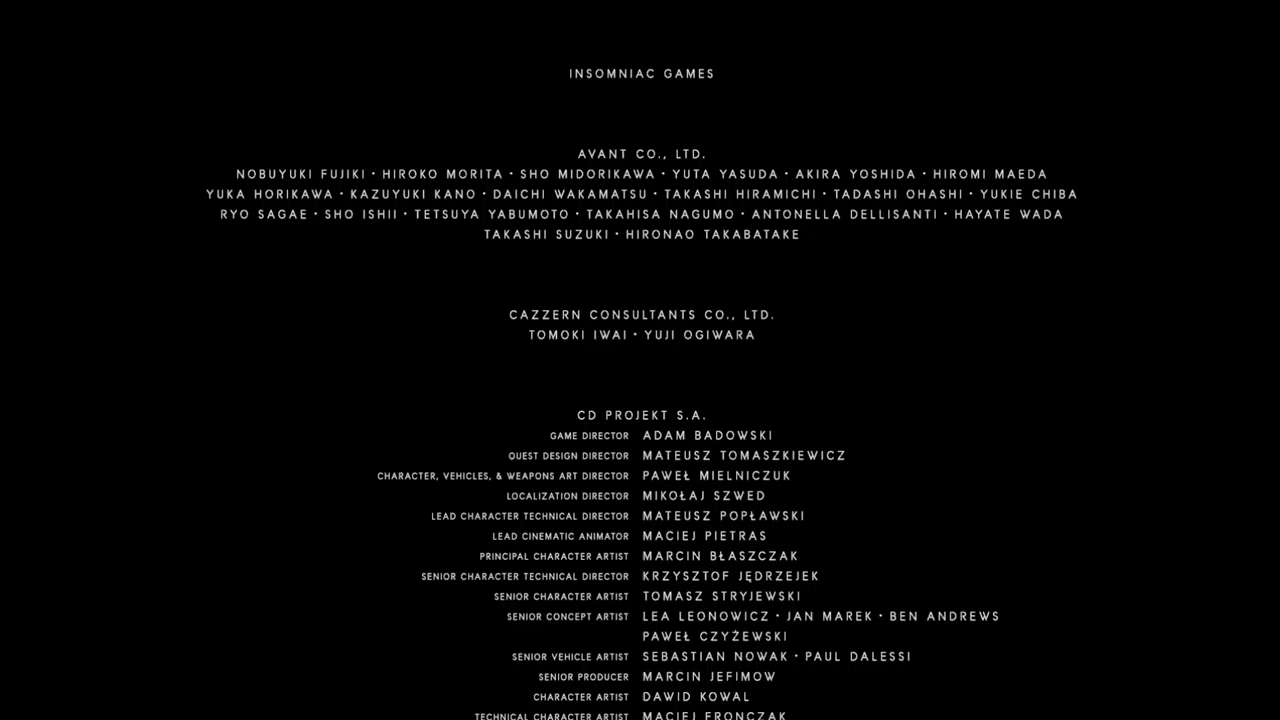 INSOMNIAC GAMES
AVANT CO., LTD.
NOBUYUKI FUJIKI • HIROKO MORITA • SHO MIDORIKAWA • YUTA YASUDA • AKIRA YOSHIDA • HIROMI MAEDA
YUKA HORIKAWA • KAZUYUKI KANO • DAICHI WAKAMATSU • TAKASHI HIRAMICHI • TADASHI OHASHI • YUKIE CHIBA
RYO SAGAE • SHO ISHII • TETSUYA YABUMOTO • TAKAHISA NAGUMO • ANTONELLA DELLISANTI • HAYATE WADA
TAKASHI SUZUKI • HIRONAO TAKABATAKE
CAZZERN CONSULTANTS CO., LTD.
TOMOKI IWAI • YUJI OGIWARA
CD PROJEKT S.A.
GAME DIRECTOR ADAM BADOWSKI
QUEST DESIGN DIRECTOR MATEUSZ TOMASZKIEWICZ
CHARACTER, VEHICLES, & WEAPONS ART DIRECTOR PAWEŁ MIELNICZUK
LOCALIZATION DIRECTOR MIKOŁAJ SZWED
LEAD CHARACTER TECHNICAL DIRECTOR MATEUSZ POPŁAWSKI
LEAD CINEMATIC ANIMATOR MACIEJ PIETRAS
PRINCIPAL CHARACTER ARTIST MARCIN BŁASZCZAK
SENIOR CHARACTER TECHNICAL DIRECTOR KRZYSZTOF JĘDRZEJEK
SENIOR CHARACTER ARTIST TOMASZ STRYJEWSKI
SENIOR CONCEPT ARTIST LEA LEONOWICZ • JAN MAREK • BEN ANDREWS
PAWEŁ CZYŻEWSKI
SENIOR VEHICLE ARTIST SEBASTIAN NOWAK • PAUL DALESSI
SENIOR PRODUCER MARCIN JEFIMOW
CHARACTER ARTIST DAWID KOWAL
TECHNICAL CHARACTER ARTIST MACIEJ FRONCZAK